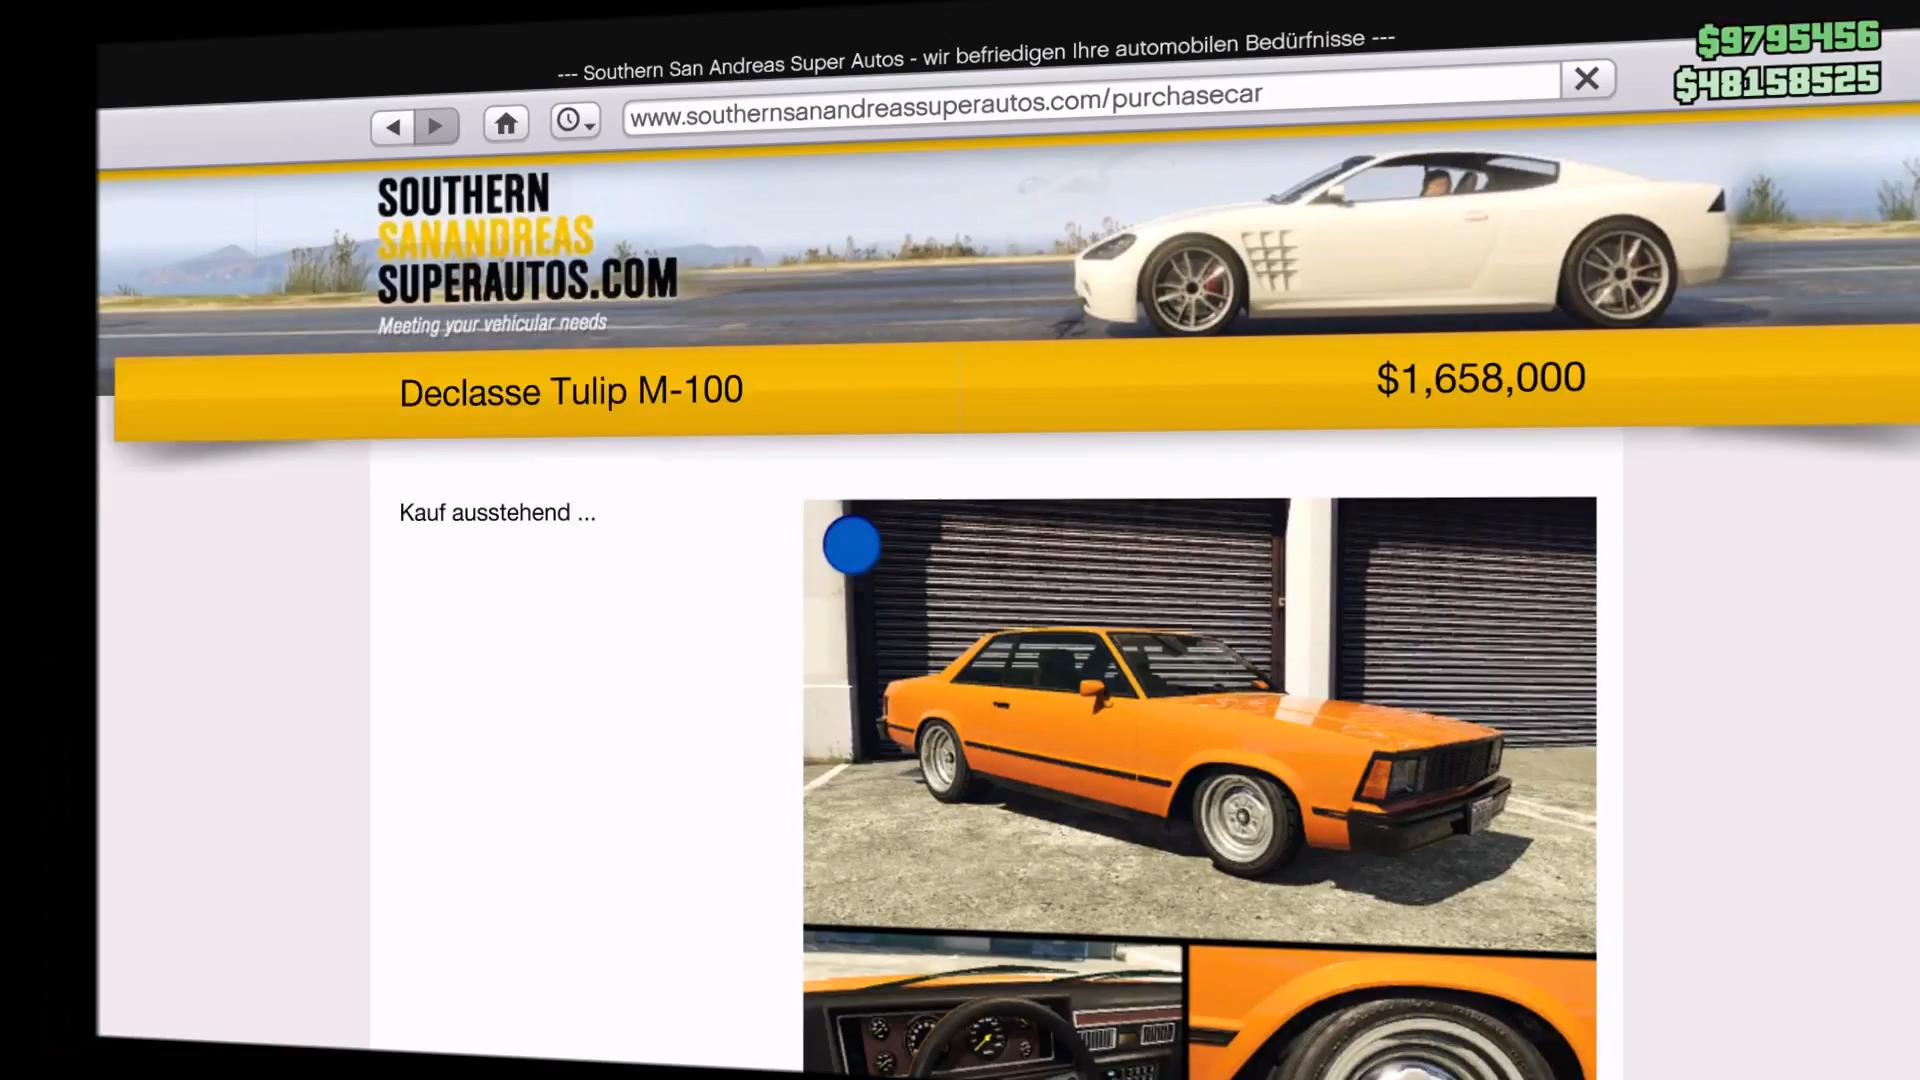 --- Southern San Andreas Super Autos - wir befriedigen Ihre automobilen Bedürfnisse ---
$9795456
$48158525
www.southernsanandreassuperautos.com/purchasecar
SOUTHERN
SANANDREAS
SUPERAUTOS.COM
Meeting your vehicular needs
Declasse Tulip M-100
$1,658,000
Kauf ausstehend ...